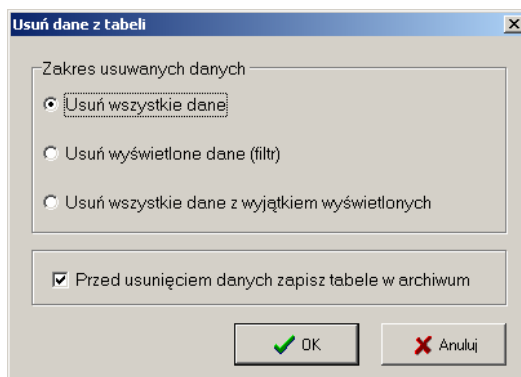 Usuń dane z tabeli
Zakres usuwanych danych
Usuń wszystkie dane
Usuń wyświetlone dane (filtr)
Usuń wszystkie dane z wyjątkiem wyświetlonych
Przed usunięciem danych zapisz tabele w archiwum
OK
Anuluj